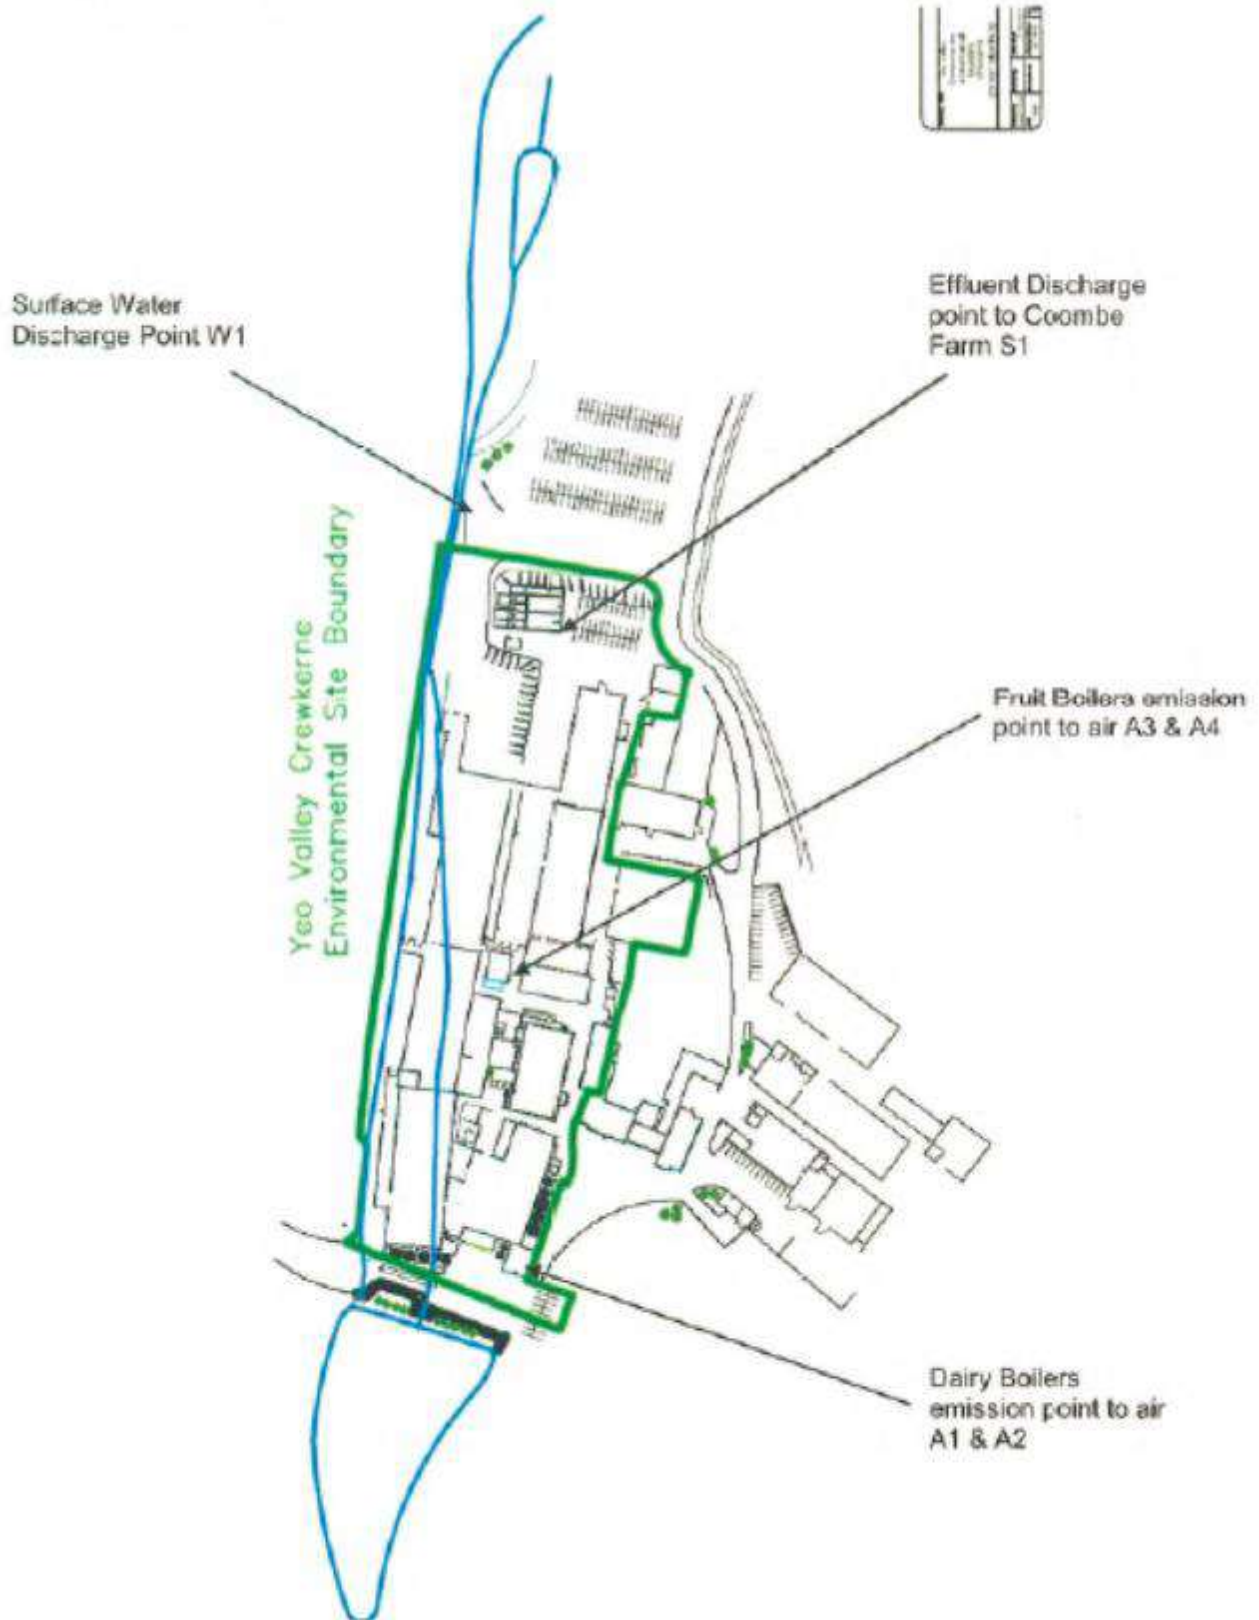 Surface Water
Discharge Point W1
Effluent Discharge
point to Coombe
Farm S1
Yeo Valley Crewkerne
Environmental Site Boundary
Fruit Boilers emission
point to air A3 & A4
Dairy Boilers
emission point to air
A1 & A2